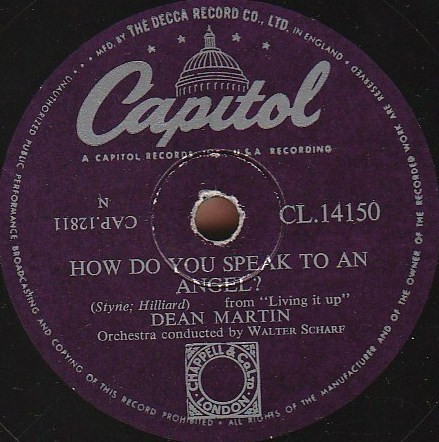 MFD. BY THE DECCA RECORD CO., LTD. IN ENGLAND
Capitol
A CAPITOL RECORDS U.S.A RECORDING
CAP.12811
N
CL.14150
HOW DO YOU SPEAK TO AN
ANGEL?
(Styne; Hilliard) from "Living it up"
DEAN MARTIN
Orchestra conducted by WALTER SCHARF
CHAPPELL & Co. LTD
LONDON
ALL RIGHTS OF THE MANUFACTURER AND OF THE OWNER OF THE RECORDED WORK ARE RESERVED
UNAUTHORIZED PUBLIC PERFORMANCE BROADCASTING AND COPYING OF THIS RECORD PROHIBITED